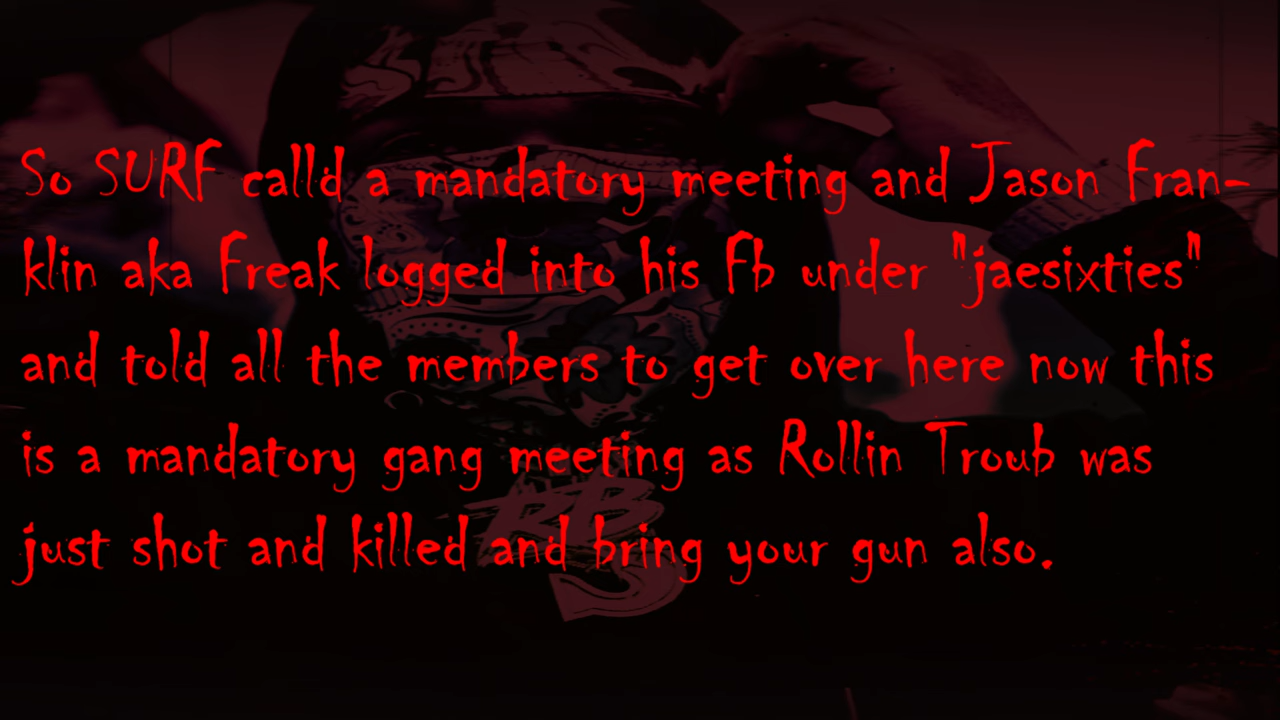 So SURF calld a mandatory meeting and Jason Fran-
klin aka Freak logged into his Fb under "jaesixties"
and told all the members to get over here now this
is a mandatory gang meeting as Rollin Troub was
just shot and killed and bring your gun also.
RB